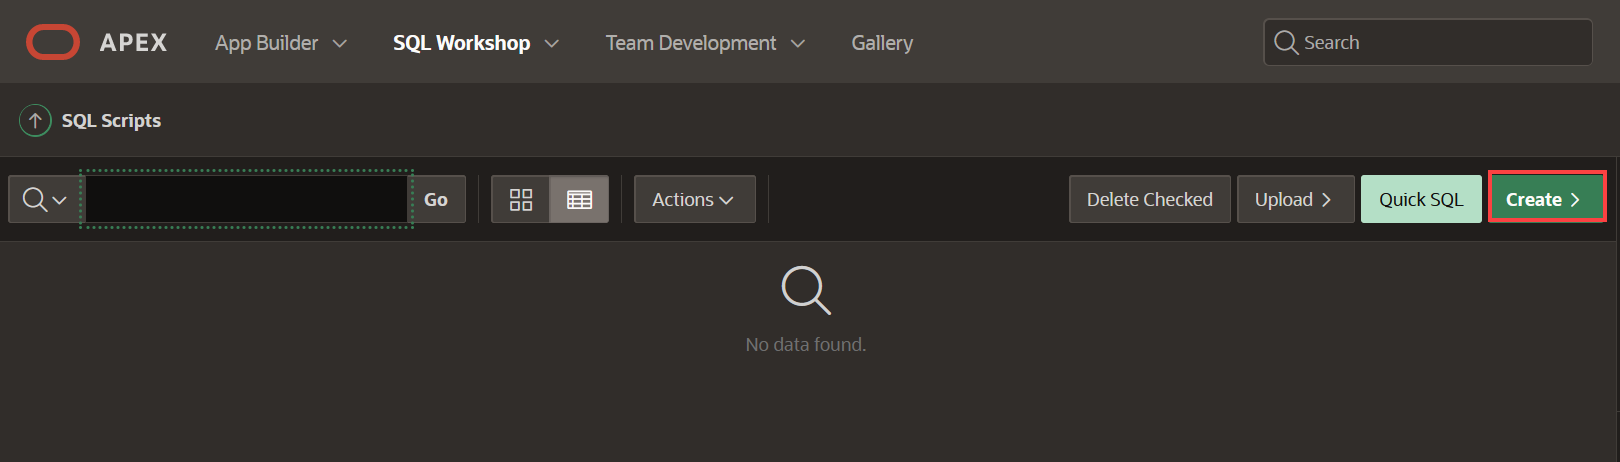 APEX App Builder SQL Workshop Team Development Gallery Search
SQL Scripts
Go Actions Delete Checked Upload Quick SQL Create
No data found.